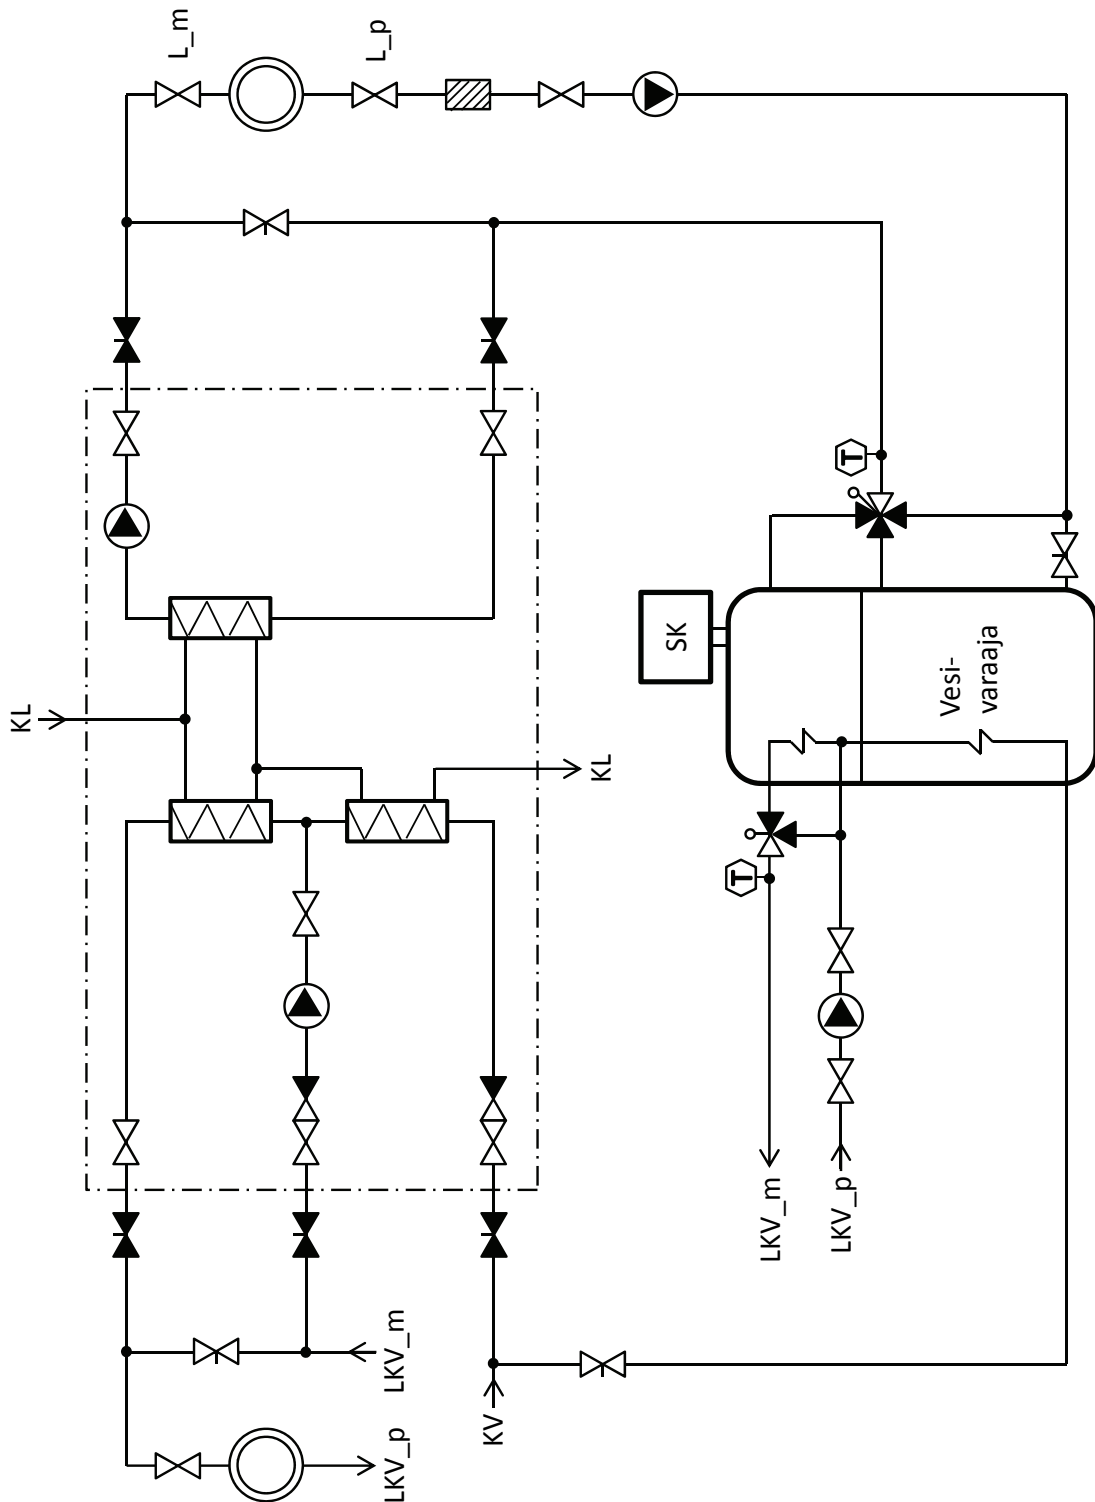 KL
L_m
L_p
LKV_p
LKV_m
KV
KL
SK
T
LKV_m
LKV_p
T
Vesi-
varaaja